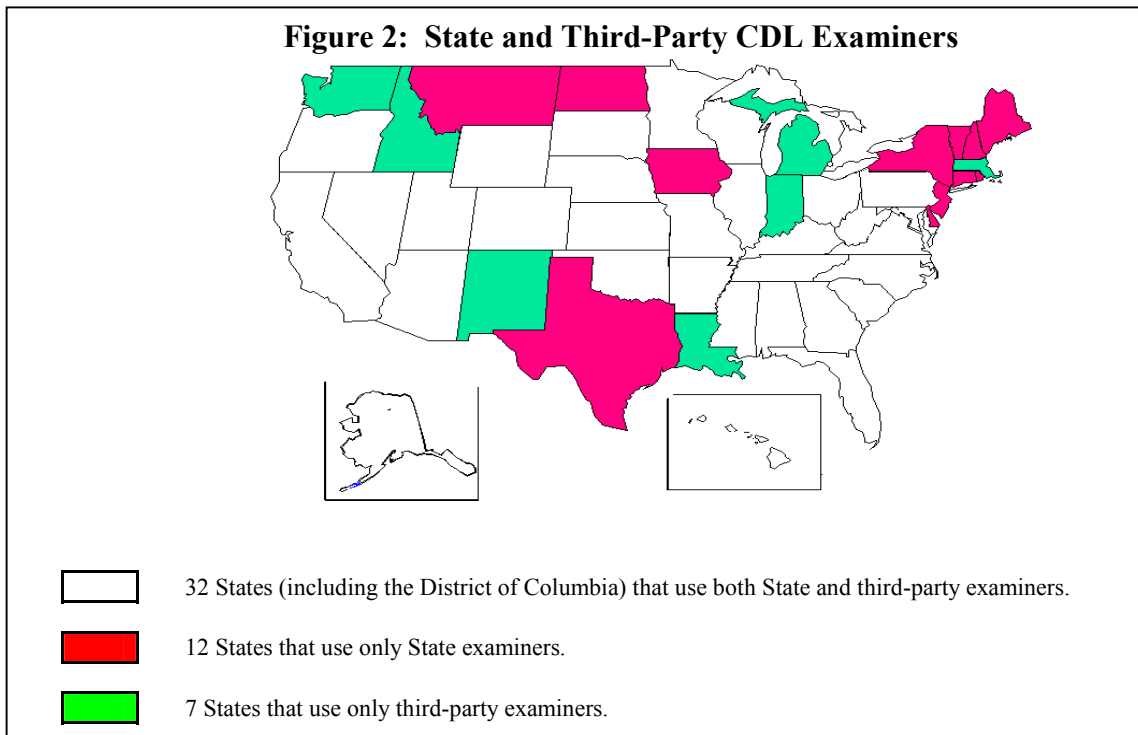 Figure 2: State and Third-Party CDL Examiners
32 States (including the District of Columbia) that use both State and third-party examiners.
12 States that use only State examiners.
7 States that use only third-party examiners.